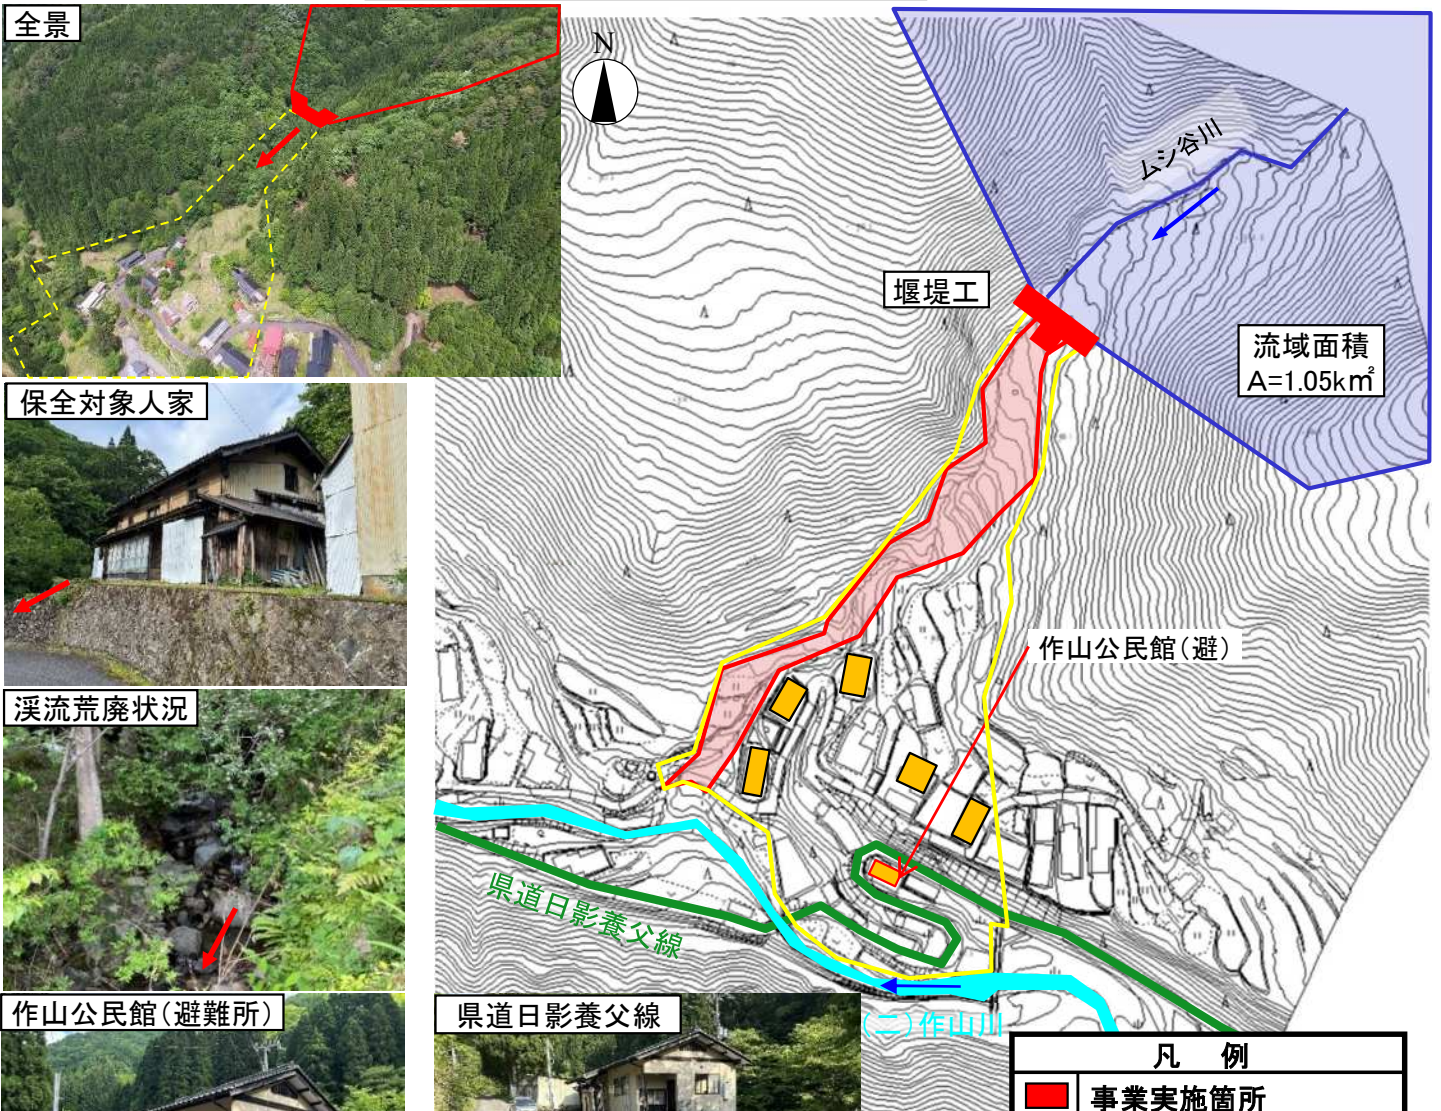 全景
N
ムシ谷川
堰堤工
流域面積
A=1.05k㎡
保全対象人家
作山公民館(避)
渓流荒廃状況
県道日影養父線
作山公民館(避難所)
県道日影養父線
(二)作山川
凡 例
事業実施箇所